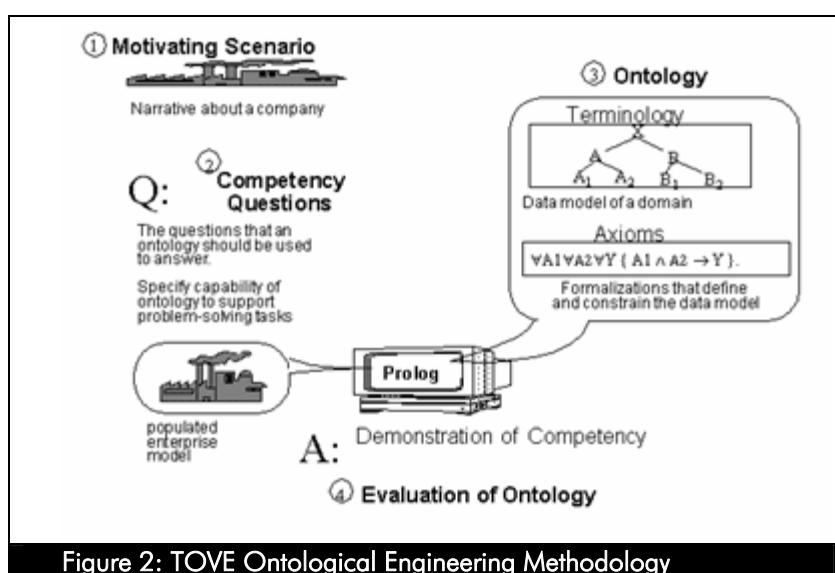 ① Motivating Scenario
Narrative about a company
② Competency
Questions
Q:
The questions that an
ontology should be used
to answer.
Specify capability of
ontology to support
problem-solving tasks
③ Ontology
Terminology
X
A B
A1 A2 B1 B2
Data model of a domain
Axioms
∀A1∀A2∀Y { A1 ∧ A2 → Y }.
Formalizations that define
and constrain the data model
Prolog
populated
enterprise
model
A: Demonstration of Competency
④ Evaluation of Ontology
Figure 2: TOVE Ontological Engineering Methodology